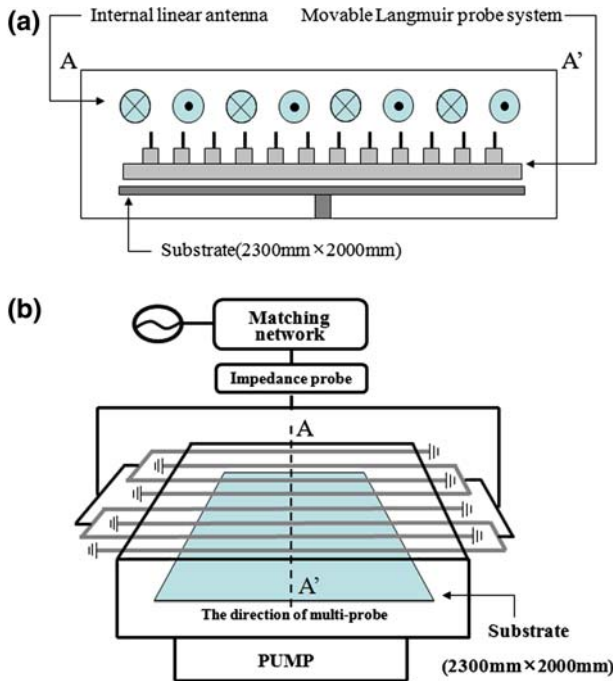 (a)
Internal linear antenna
Movable Langmuir probe system
A
A’
Substrate(2300mm×2000mm)
(b)
Matching
network
Impedance probe
A
A’
The direction of multi-probe
Substrate
(2300mm×2000mm)
PUMP